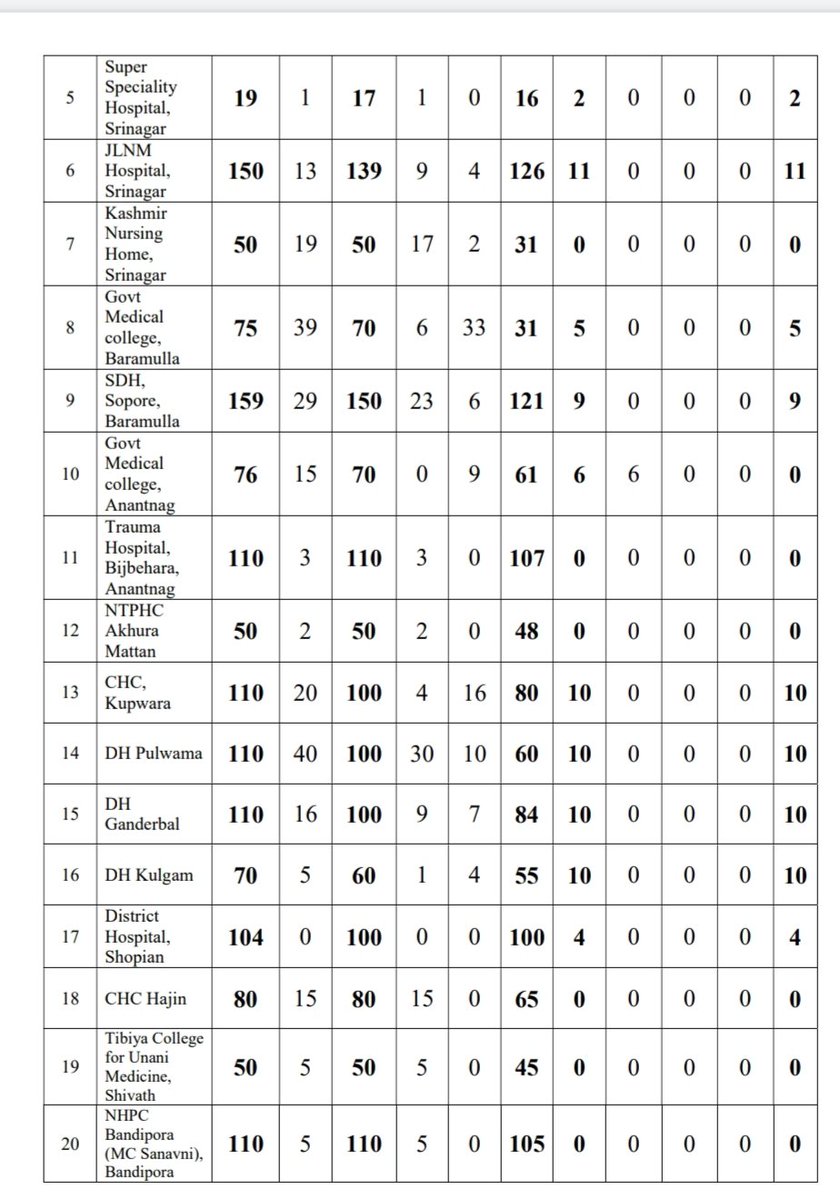 5 Super Speciality Hospital, Srinagar 19 1 17 1 0 16 2 0 0 0 2
6 JLNM Hospital, Srinagar 150 13 139 9 4 126 11 0 0 0 11
7 Kashmir Nursing Home, Srinagar 50 19 50 17 2 31 0 0 0 0 0
8 Govt Medical college, Baramulla 75 39 70 6 33 31 5 0 0 0 5
9 SDH, Sopore, Baramulla 159 29 150 23 6 121 9 0 0 0 9
10 Govt Medical college, Anantnag 76 15 70 0 9 61 6 6 0 0 0
11 Trauma Hospital, Bijbehara, Anantnag 110 3 110 3 0 107 0 0 0 0 0
12 NTPHC Akhura Mattan 50 2 50 2 0 48 0 0 0 0 0
13 CHC, Kupwara 110 20 100 4 16 80 10 0 0 0 10
14 DH Pulwama 110 40 100 30 10 60 10 0 0 0 10
15 DH Ganderbal 110 16 100 9 7 84 10 0 0 0 10
16 DH Kulgam 70 5 60 1 4 55 10 0 0 0 10
17 District Hospital, Shopian 104 0 100 0 0 100 4 0 0 0 4
18 CHC Hajin 80 15 80 15 0 65 0 0 0 0 0
19 Tibiya College for Unani Medicine, Shivath 50 5 50 5 0 45 0 0 0 0 0
20 NHPC Bandipora (MC Sanavni), Bandipora 110 5 110 5 0 105 0 0 0 0 0